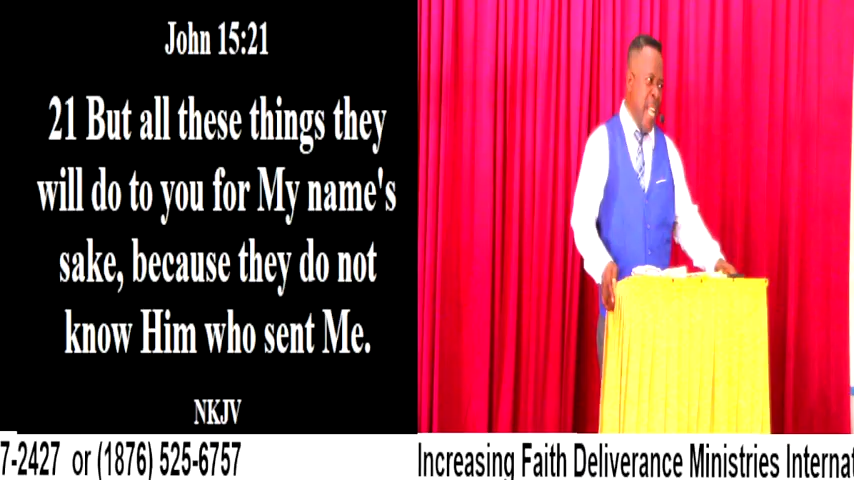 John 15:21
21 But all these things they
will do to you for My name's
sake, because they do not
know Him who sent Me.
NKJV
7-2427 or (1876) 525-6757
Increasing Faith Deliverance Ministries Internat